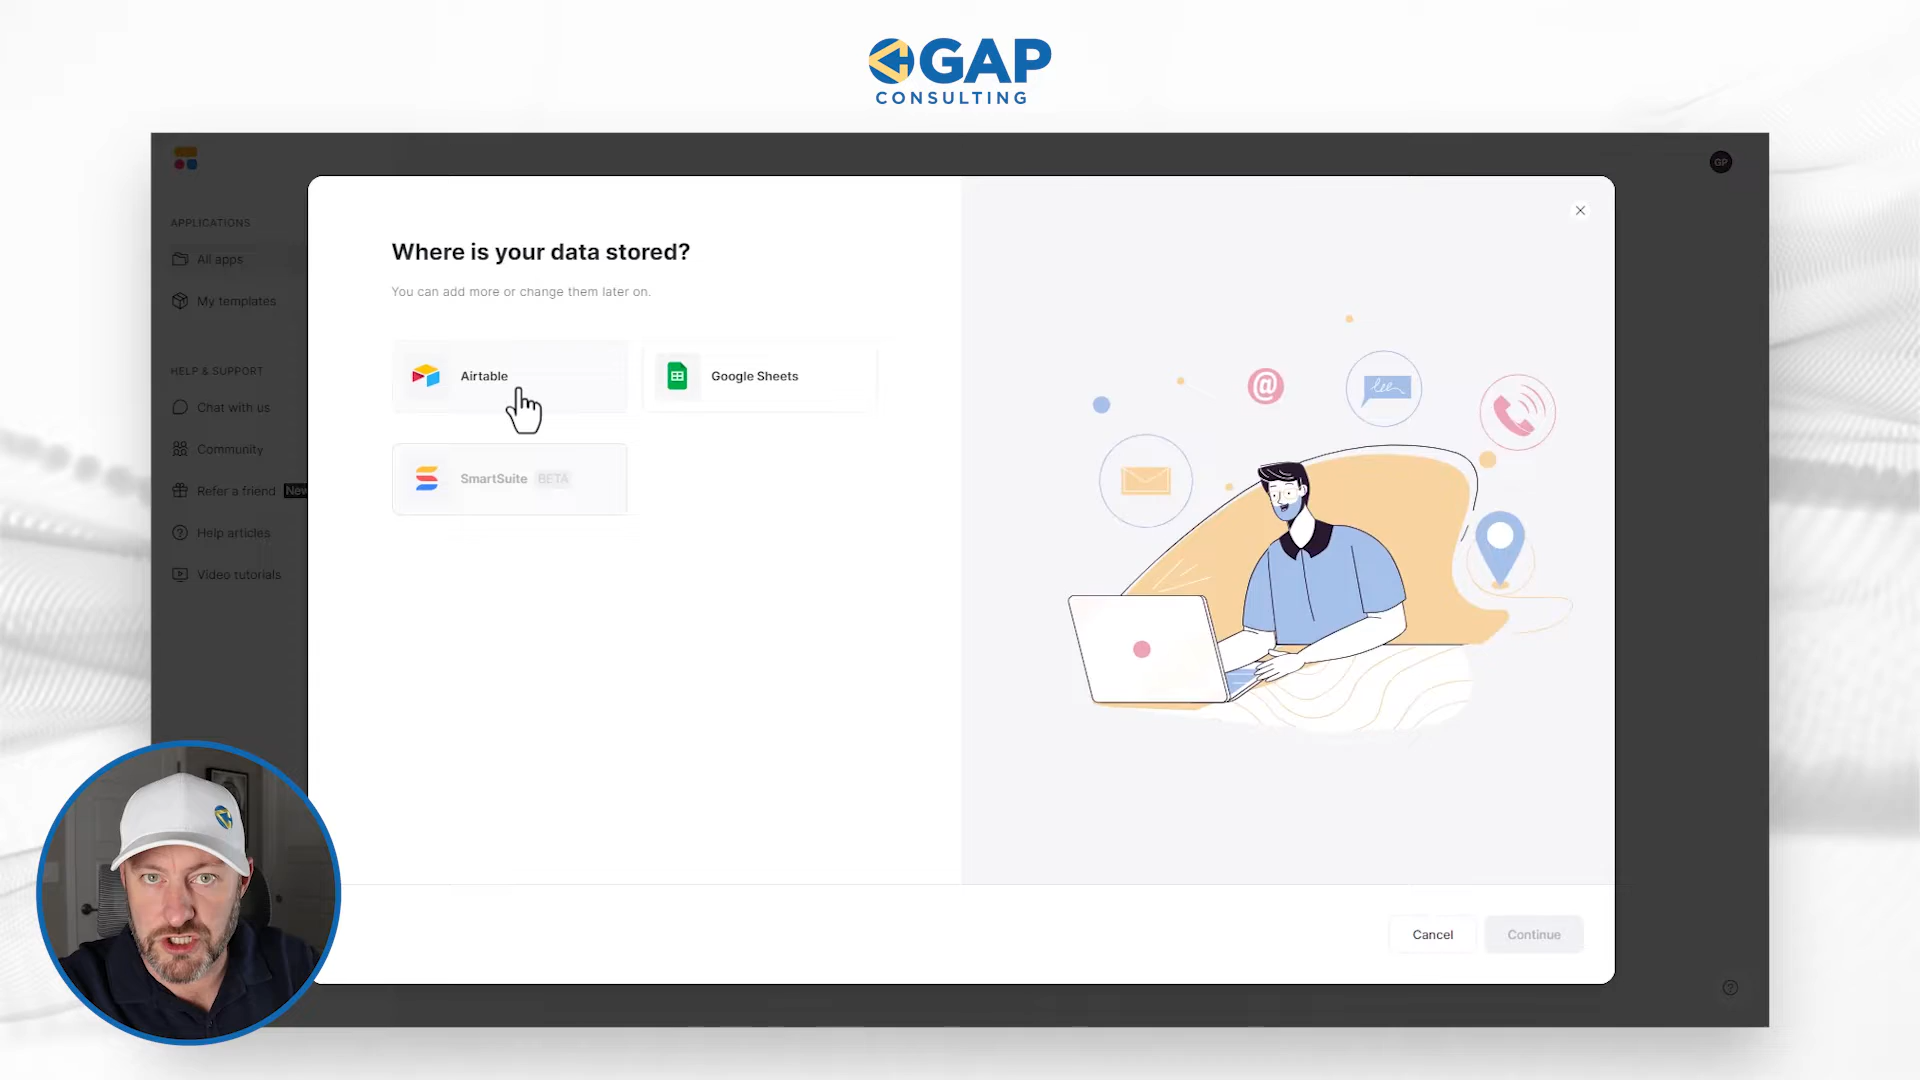 GAP
CONSULTING
GP
APPLICATIONS
All apps
My templates
HELP & SUPPORT
Chat with us
Community
Refer a friend New
Help articles
Video tutorials
Where is your data stored?
You can add more or change them later on.
Airtable
Google Sheets
SmartSuite BETA
@
Cancel
Continue
?